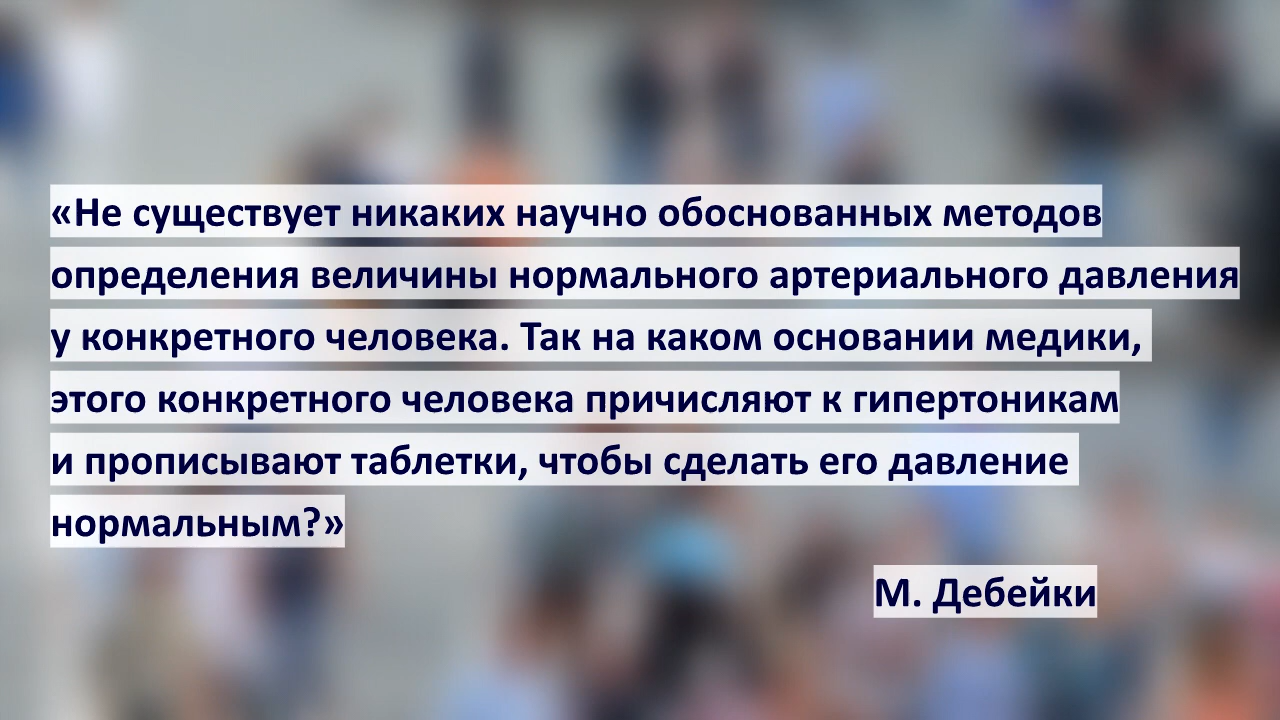 «Не существует никаких научно обоснованных методов
определения величины нормального артериального давления
у конкретного человека. Так на каком основании медики,
этого конкретного человека причисляют к гипертоникам
и прописывают таблетки, чтобы сделать его давление
нормальным?»
М. Дебейки